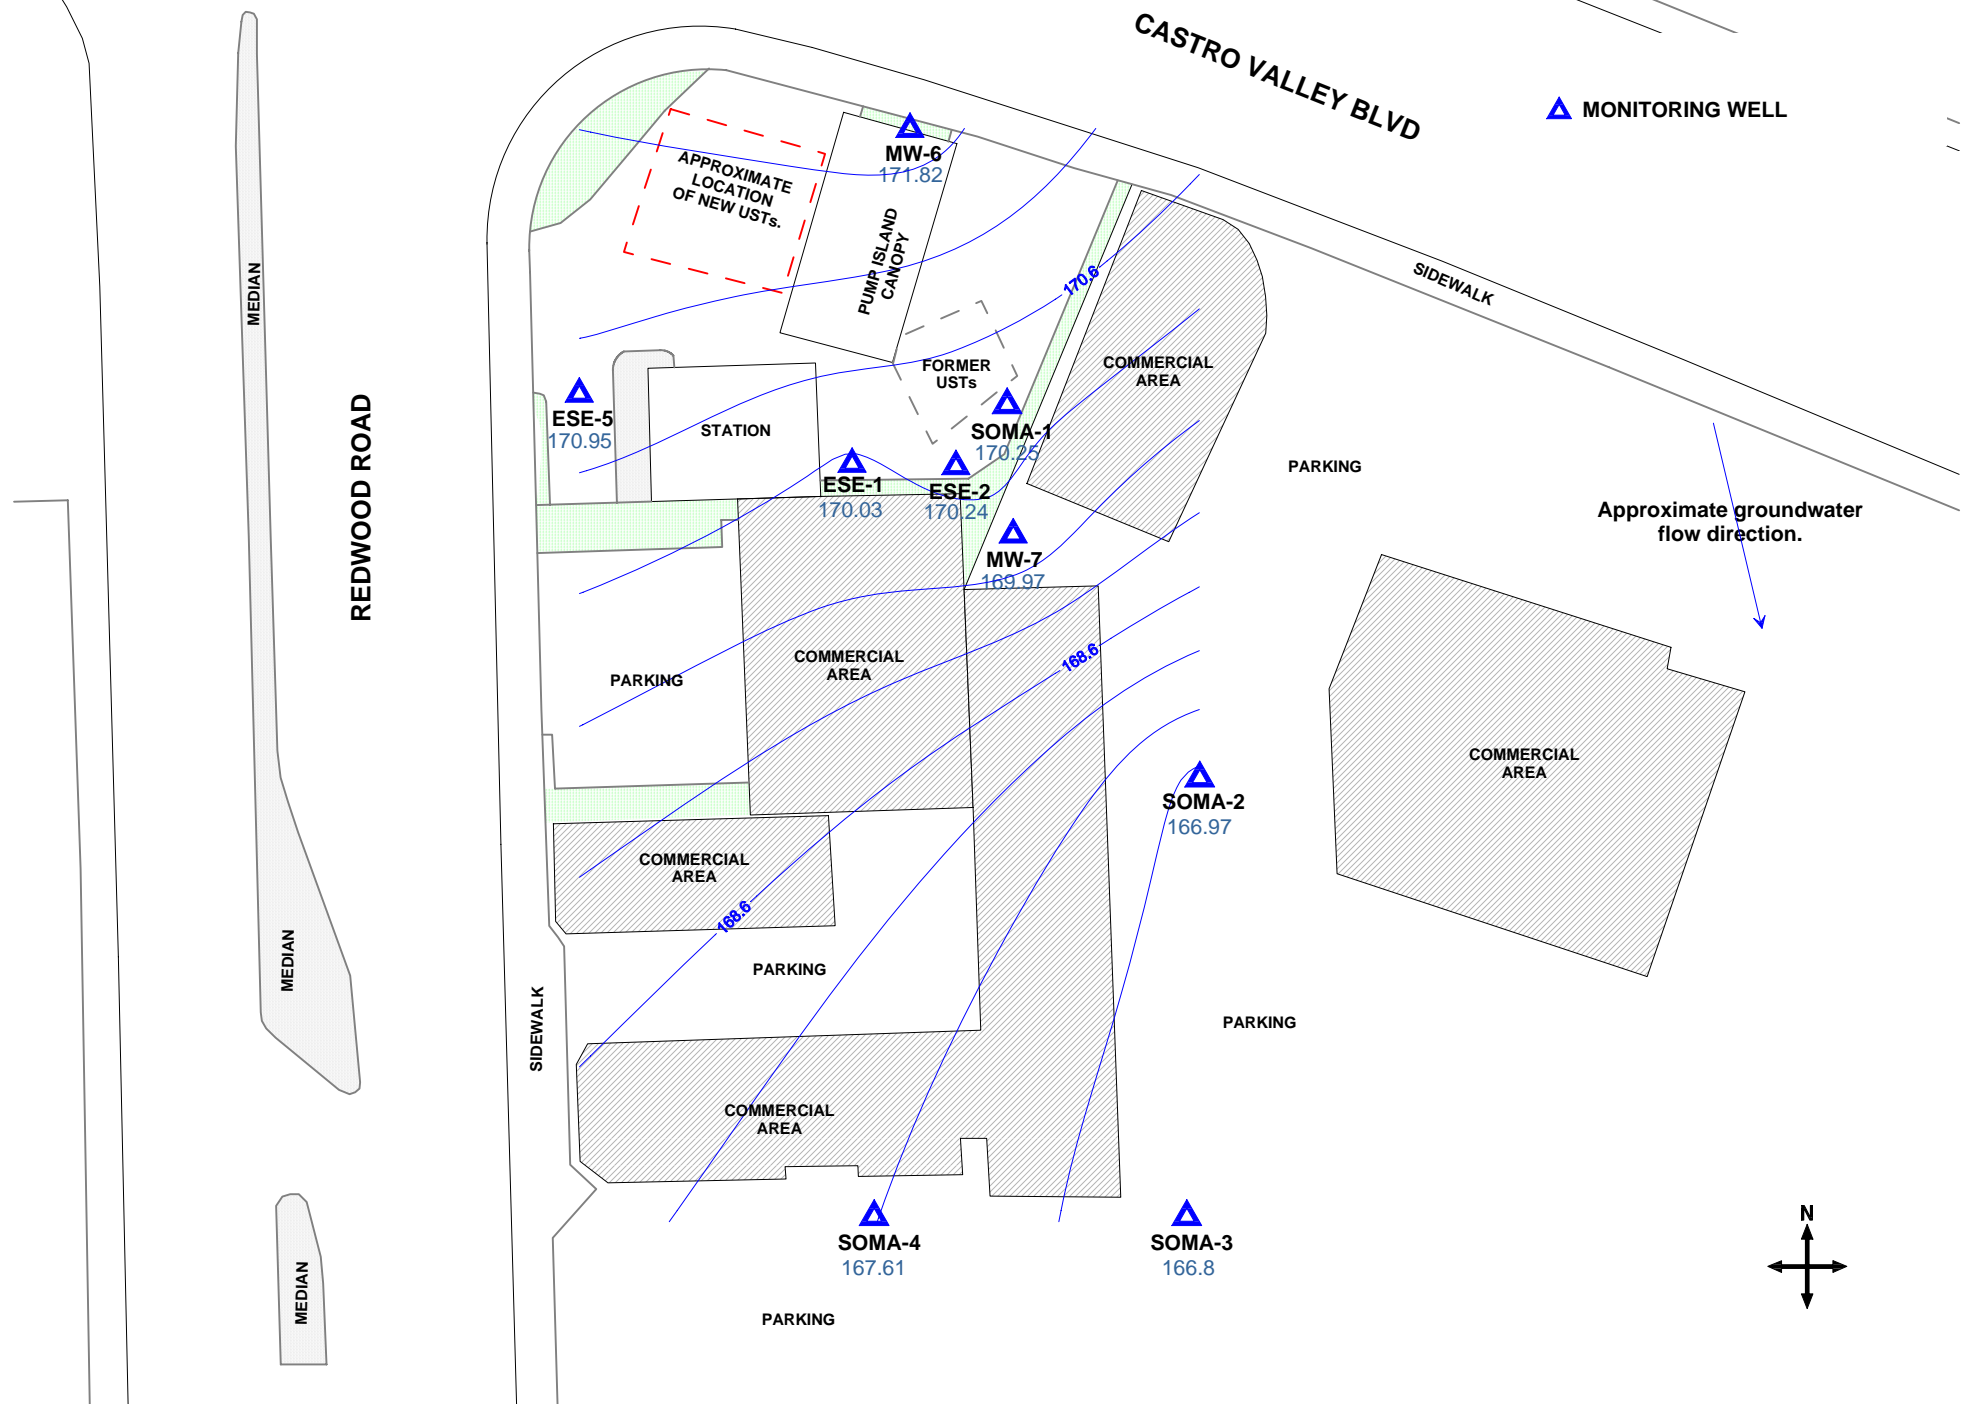 CASTRO VALLEY BLVD
MONITORING WELL
MW-6
171.82
APPROXIMATE
LOCATION
OF NEW USTs.
PUMP ISLAND
CANOPY
MEDIAN
170.6
SIDEWALK
FORMER
USTs
COMMERCIAL
AREA
ESE-5
170.95
STATION
SOMA-1
170.25
REDWOOD ROAD
PARKING
ESE-1
170.03
ESE-2
170.24
Approximate groundwater
flow direction.
MW-7
169.97
COMMERCIAL
AREA
168.6
PARKING
COMMERCIAL
AREA
SOMA-2
166.97
COMMERCIAL
AREA
168.6
MEDIAN
PARKING
SIDEWALK
PARKING
COMMERCIAL
AREA
SOMA-4
167.61
SOMA-3
166.8
N
MEDIAN
PARKING